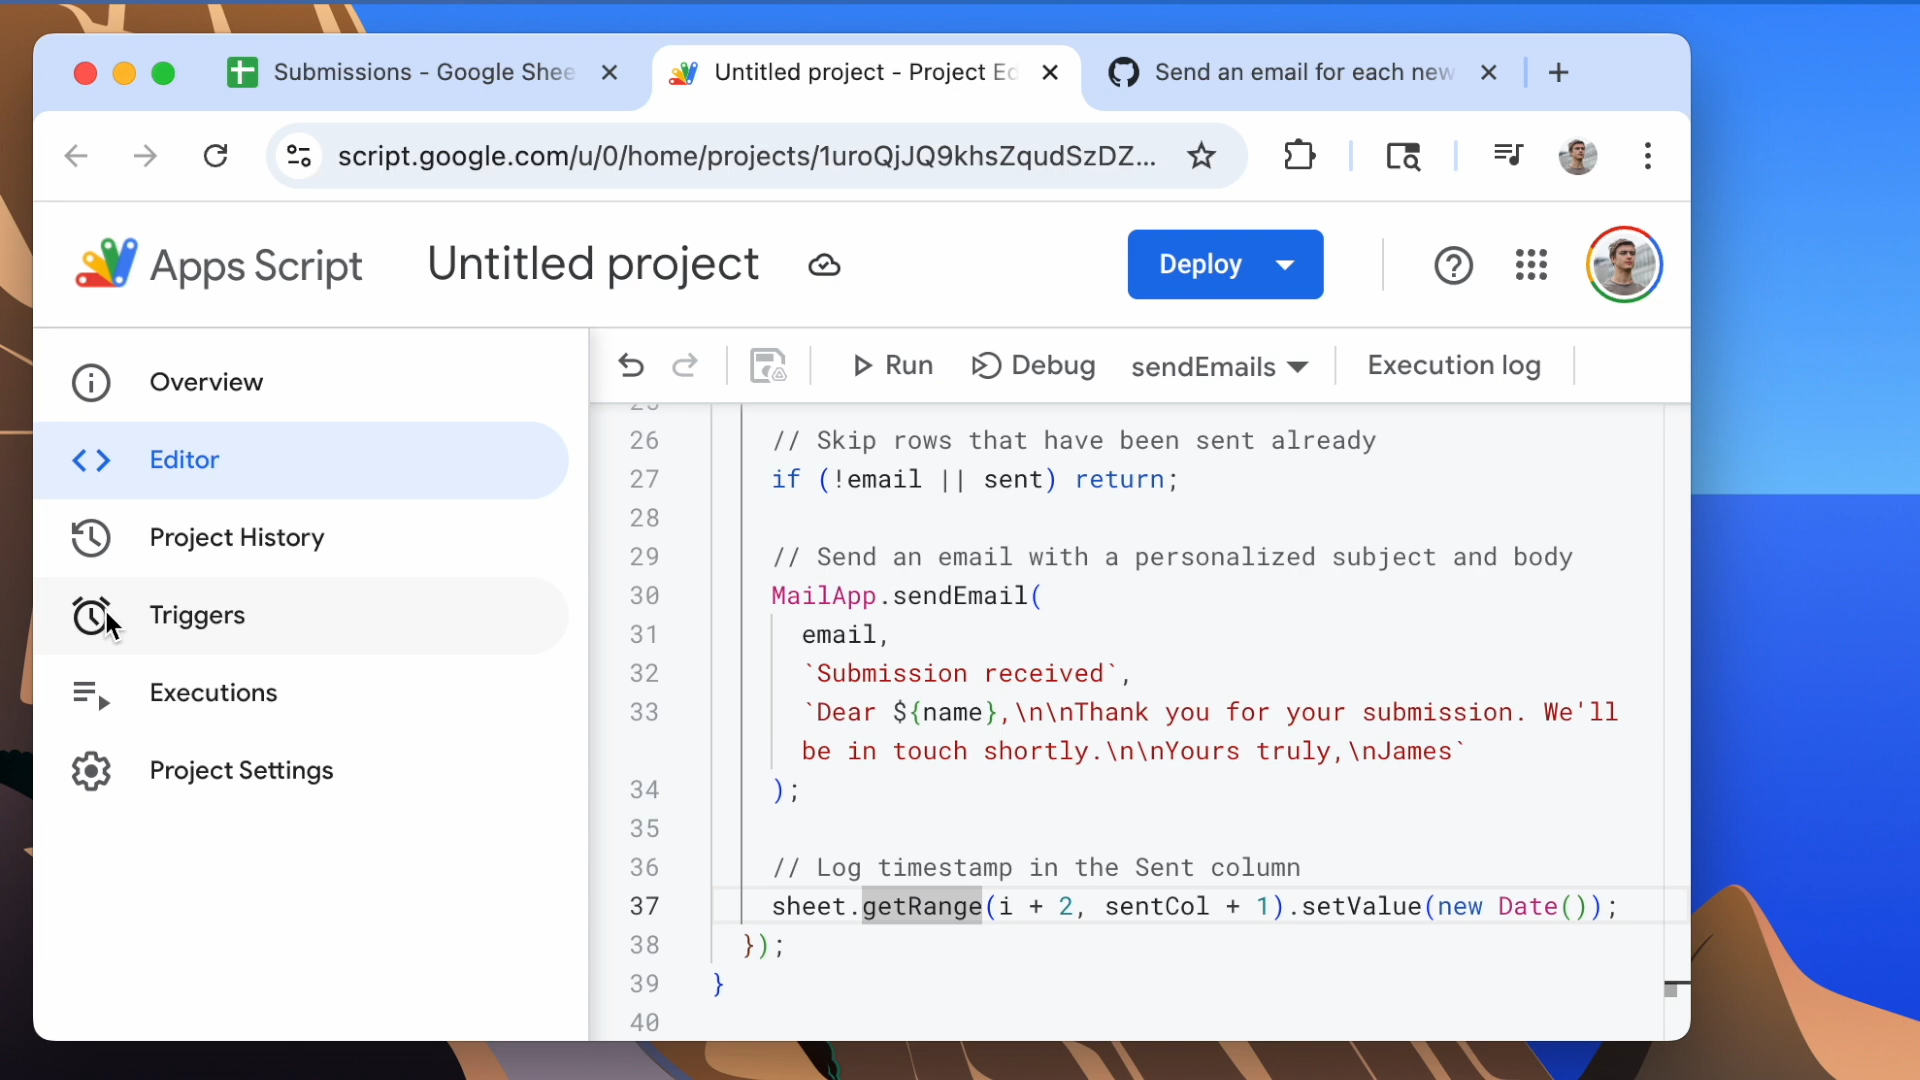 Submissions - Google Shee
Untitled project - Project Ed
Send an email for each new
script.google.com/u/0/home/projects/1uroQjJQ9khsZqudSzDZ...
Apps Script
Untitled project
Deploy
Overview
Editor
Project History
Triggers
Executions
Project Settings
Run
Debug
sendEmails
Execution log
25
26 // Skip rows that have been sent already
27 if (!email || sent) return;
28
29 // Send an email with a personalized subject and body
30 MailApp.sendEmail(
31 email,
32 `Submission received`,
33 `Dear ${name},\n\nThank you for your submission. We'll
be in touch shortly.\n\nYours truly,\nJames`
34 );
35
36 // Log timestamp in the Sent column
37 sheet.getRange(i + 2, sentCol + 1).setValue(new Date());
38 });
39 }
40